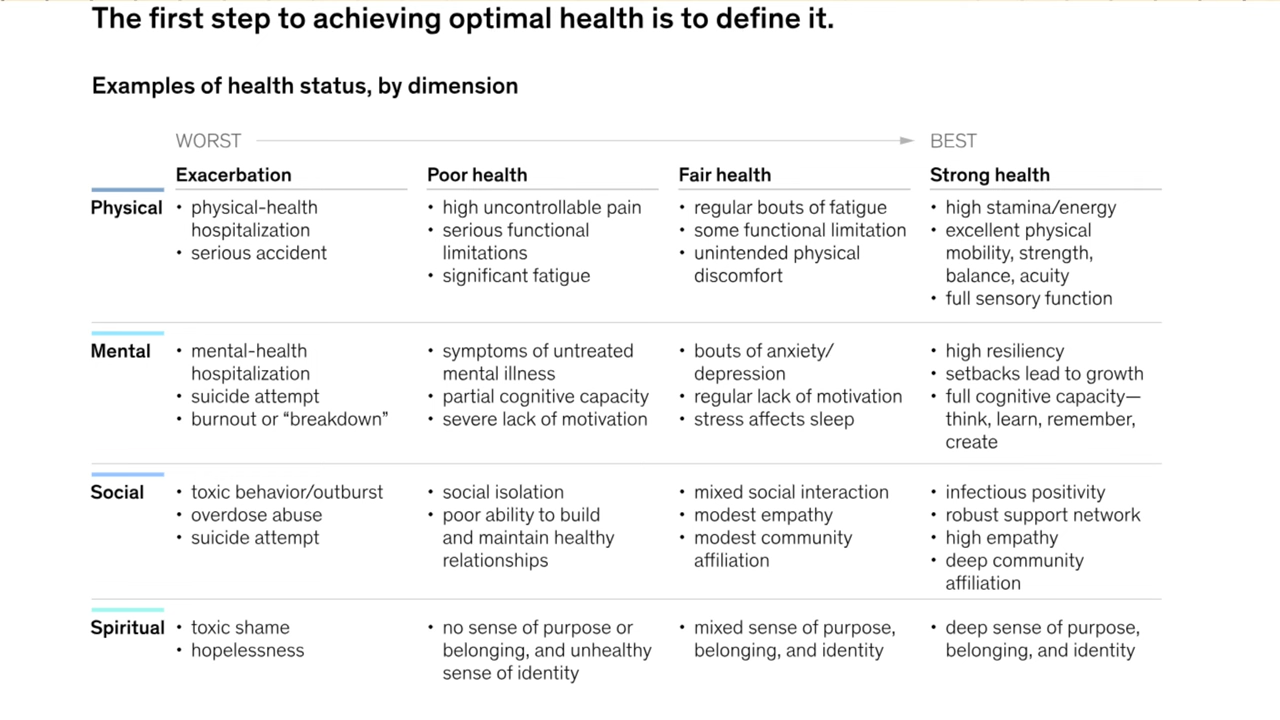 The first step to achieving optimal health is to define it.
Examples of health status, by dimension
WORST
BEST
Exacerbation
Poor health
Fair health
Strong health
Physical
• physical-health
hospitalization
• serious accident
• high uncontrollable pain
• serious functional
limitations
• significant fatigue
• regular bouts of fatigue
• some functional limitation
• unintended physical
discomfort
• high stamina/energy
• excellent physical
mobility, strength,
balance, acuity
• full sensory function
Mental
• mental-health
hospitalization
• suicide attempt
• burnout or “breakdown”
• symptoms of untreated
mental illness
• partial cognitive capacity
• severe lack of motivation
• bouts of anxiety/
depression
• regular lack of motivation
• stress affects sleep
• high resiliency
• setbacks lead to growth
• full cognitive capacity—
think, learn, remember,
create
Social
• toxic behavior/outburst
• overdose abuse
• suicide attempt
• social isolation
• poor ability to build
and maintain healthy
relationships
• mixed social interaction
• modest empathy
• modest community
affiliation
• infectious positivity
• robust support network
• high empathy
• deep community
affiliation
Spiritual
• toxic shame
• hopelessness
• no sense of purpose or
belonging, and unhealthy
sense of identity
• mixed sense of purpose,
belonging, and identity
• deep sense of purpose,
belonging, and identity